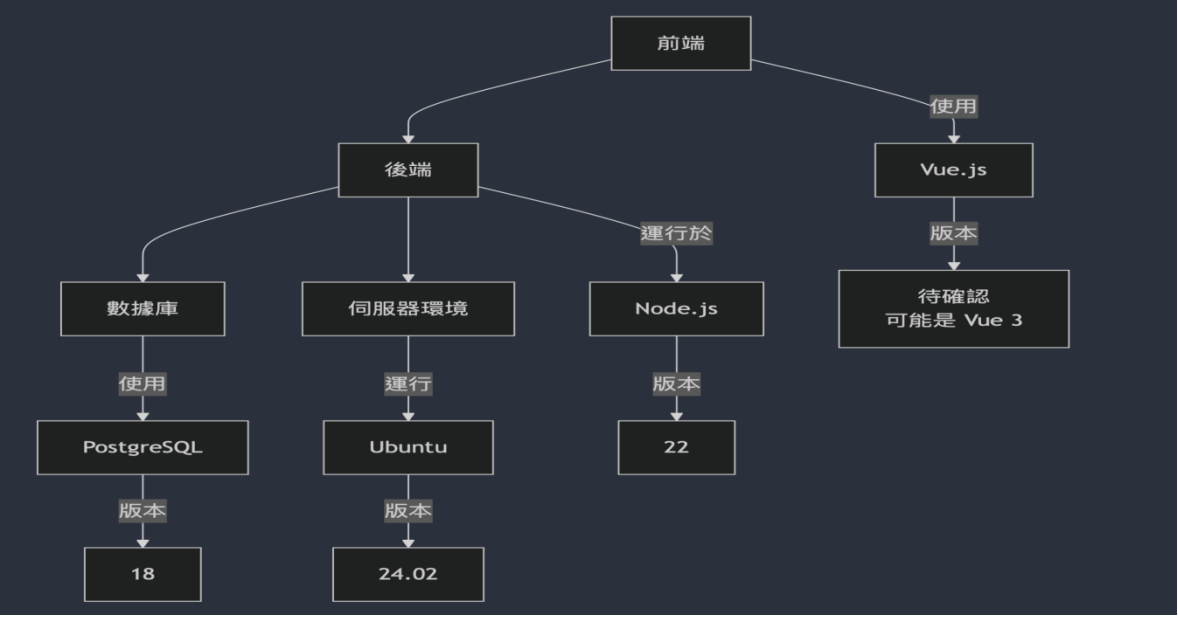 前端
使用
後端
Vue.js
運行於
版本
數據庫
伺服器環境
Node.js
待確認
可能是 Vue 3
使用
運行
版本
PostgreSQL
Ubuntu
22
版本
版本
18
24.02